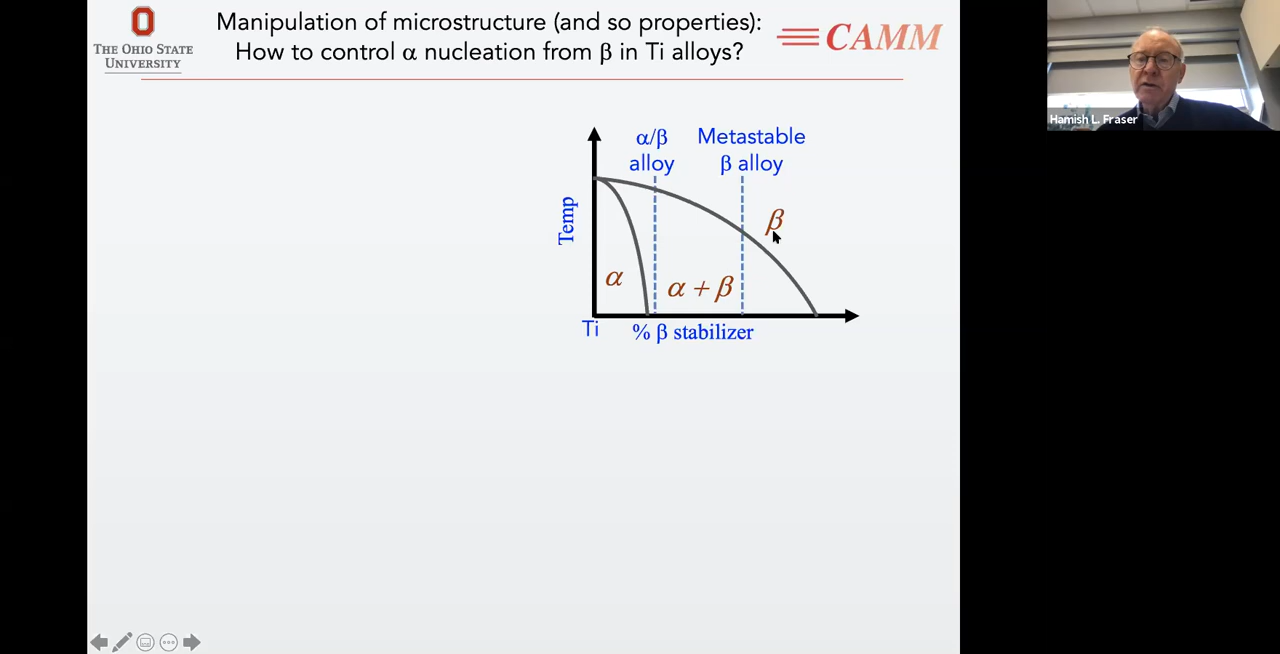 THE OHIO STATE
UNIVERSITY
Manipulation of microstructure (and so properties):
How to control α nucleation from β in Ti alloys?
CAMM
Hamish L. Fraser
α/β
alloy
Metastable
β alloy
Temp
β
α
α + β
Ti
% β stabilizer